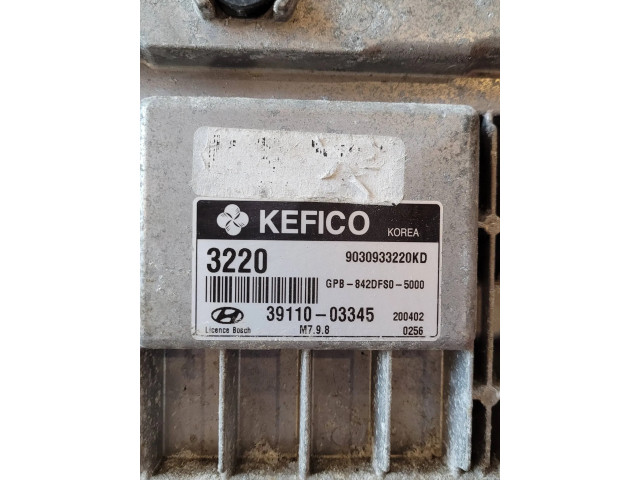 KEFICO KOREA
3220 9030933220KD
GPB-842DFS0-5000
39110-03345 200402
Licence Bosch M7.9.8 0256